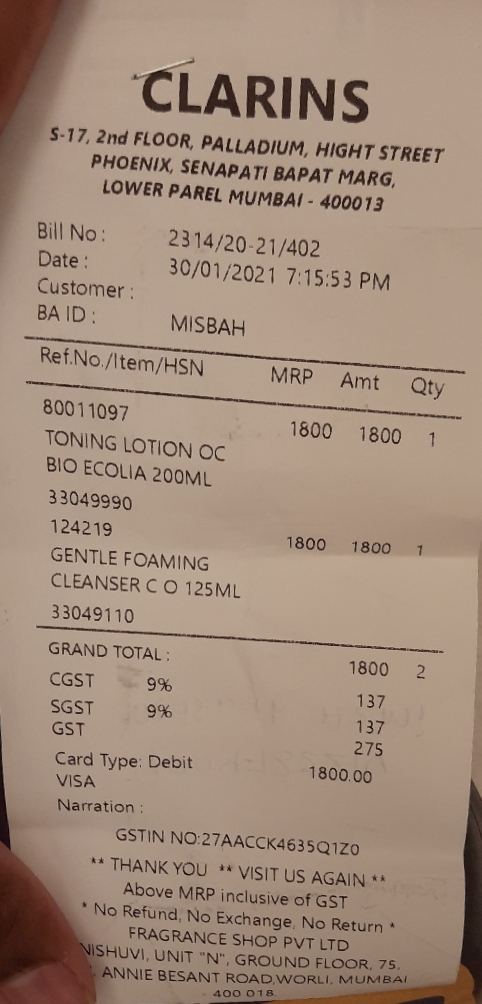 CLARINS
S-17, 2nd FLOOR, PALLADIUM, HIGHT STREET
PHOENIX, SENAPATI BAPAT MARG,
LOWER PAREL MUMBAI - 400013
Bill No : 2314/20-21/402
Date : 30/01/2021 7:15:53 PM
Customer :
BA ID : MISBAH
Ref.No./Item/HSN MRP Amt Qty
80011097 1800 1800 1
TONING LOTION OC
BIO ECOLIA 200ML
33049990
124219 1800 1800 1
GENTLE FOAMING
CLEANSER C O 125ML
33049110
GRAND TOTAL : 1800 2
CGST 9% 137
SGST 9% 137
GST 275
Card Type: Debit 1800.00
VISA
Narration :
GSTIN NO:27AACCK4635Q1Z0
** THANK YOU ** VISIT US AGAIN **
Above MRP inclusive of GST
* No Refund, No Exchange, No Return *
FRAGRANCE SHOP PVT LTD
NISHUVI, UNIT "N", GROUND FLOOR, 75,
ANNIE BESANT ROAD,WORLI, MUMBAI
- 400 018